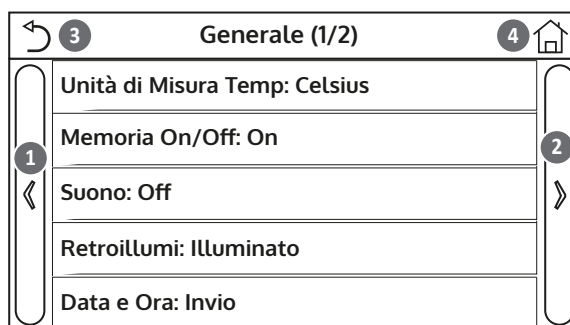 3 Generale (1/2) 4
Unità di Misura Temp: Celsius
Memoria On/Off: On
1 2
Suono: Off
Retroillumi: Illuminato
Data e Ora: Invio